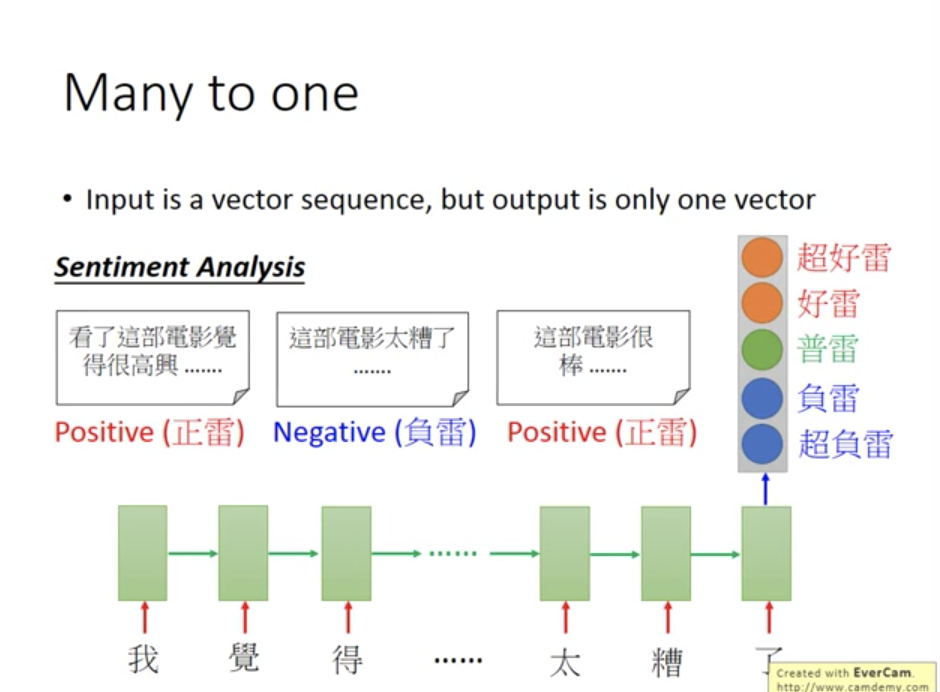 Many to one
• Input is a vector sequence, but output is only one vector
Sentiment Analysis
看了這部電影覺
得很高興 .......
Positive (正雷)
這部電影太糟了
.......
Negative (負雷)
這部電影很
棒 .......
Positive (正雷)
超好雷
好雷
普雷
負雷
超負雷
......
我 覺 得 ...... 太 糟 了
Created with EverCam.
http://www.camdemy.com